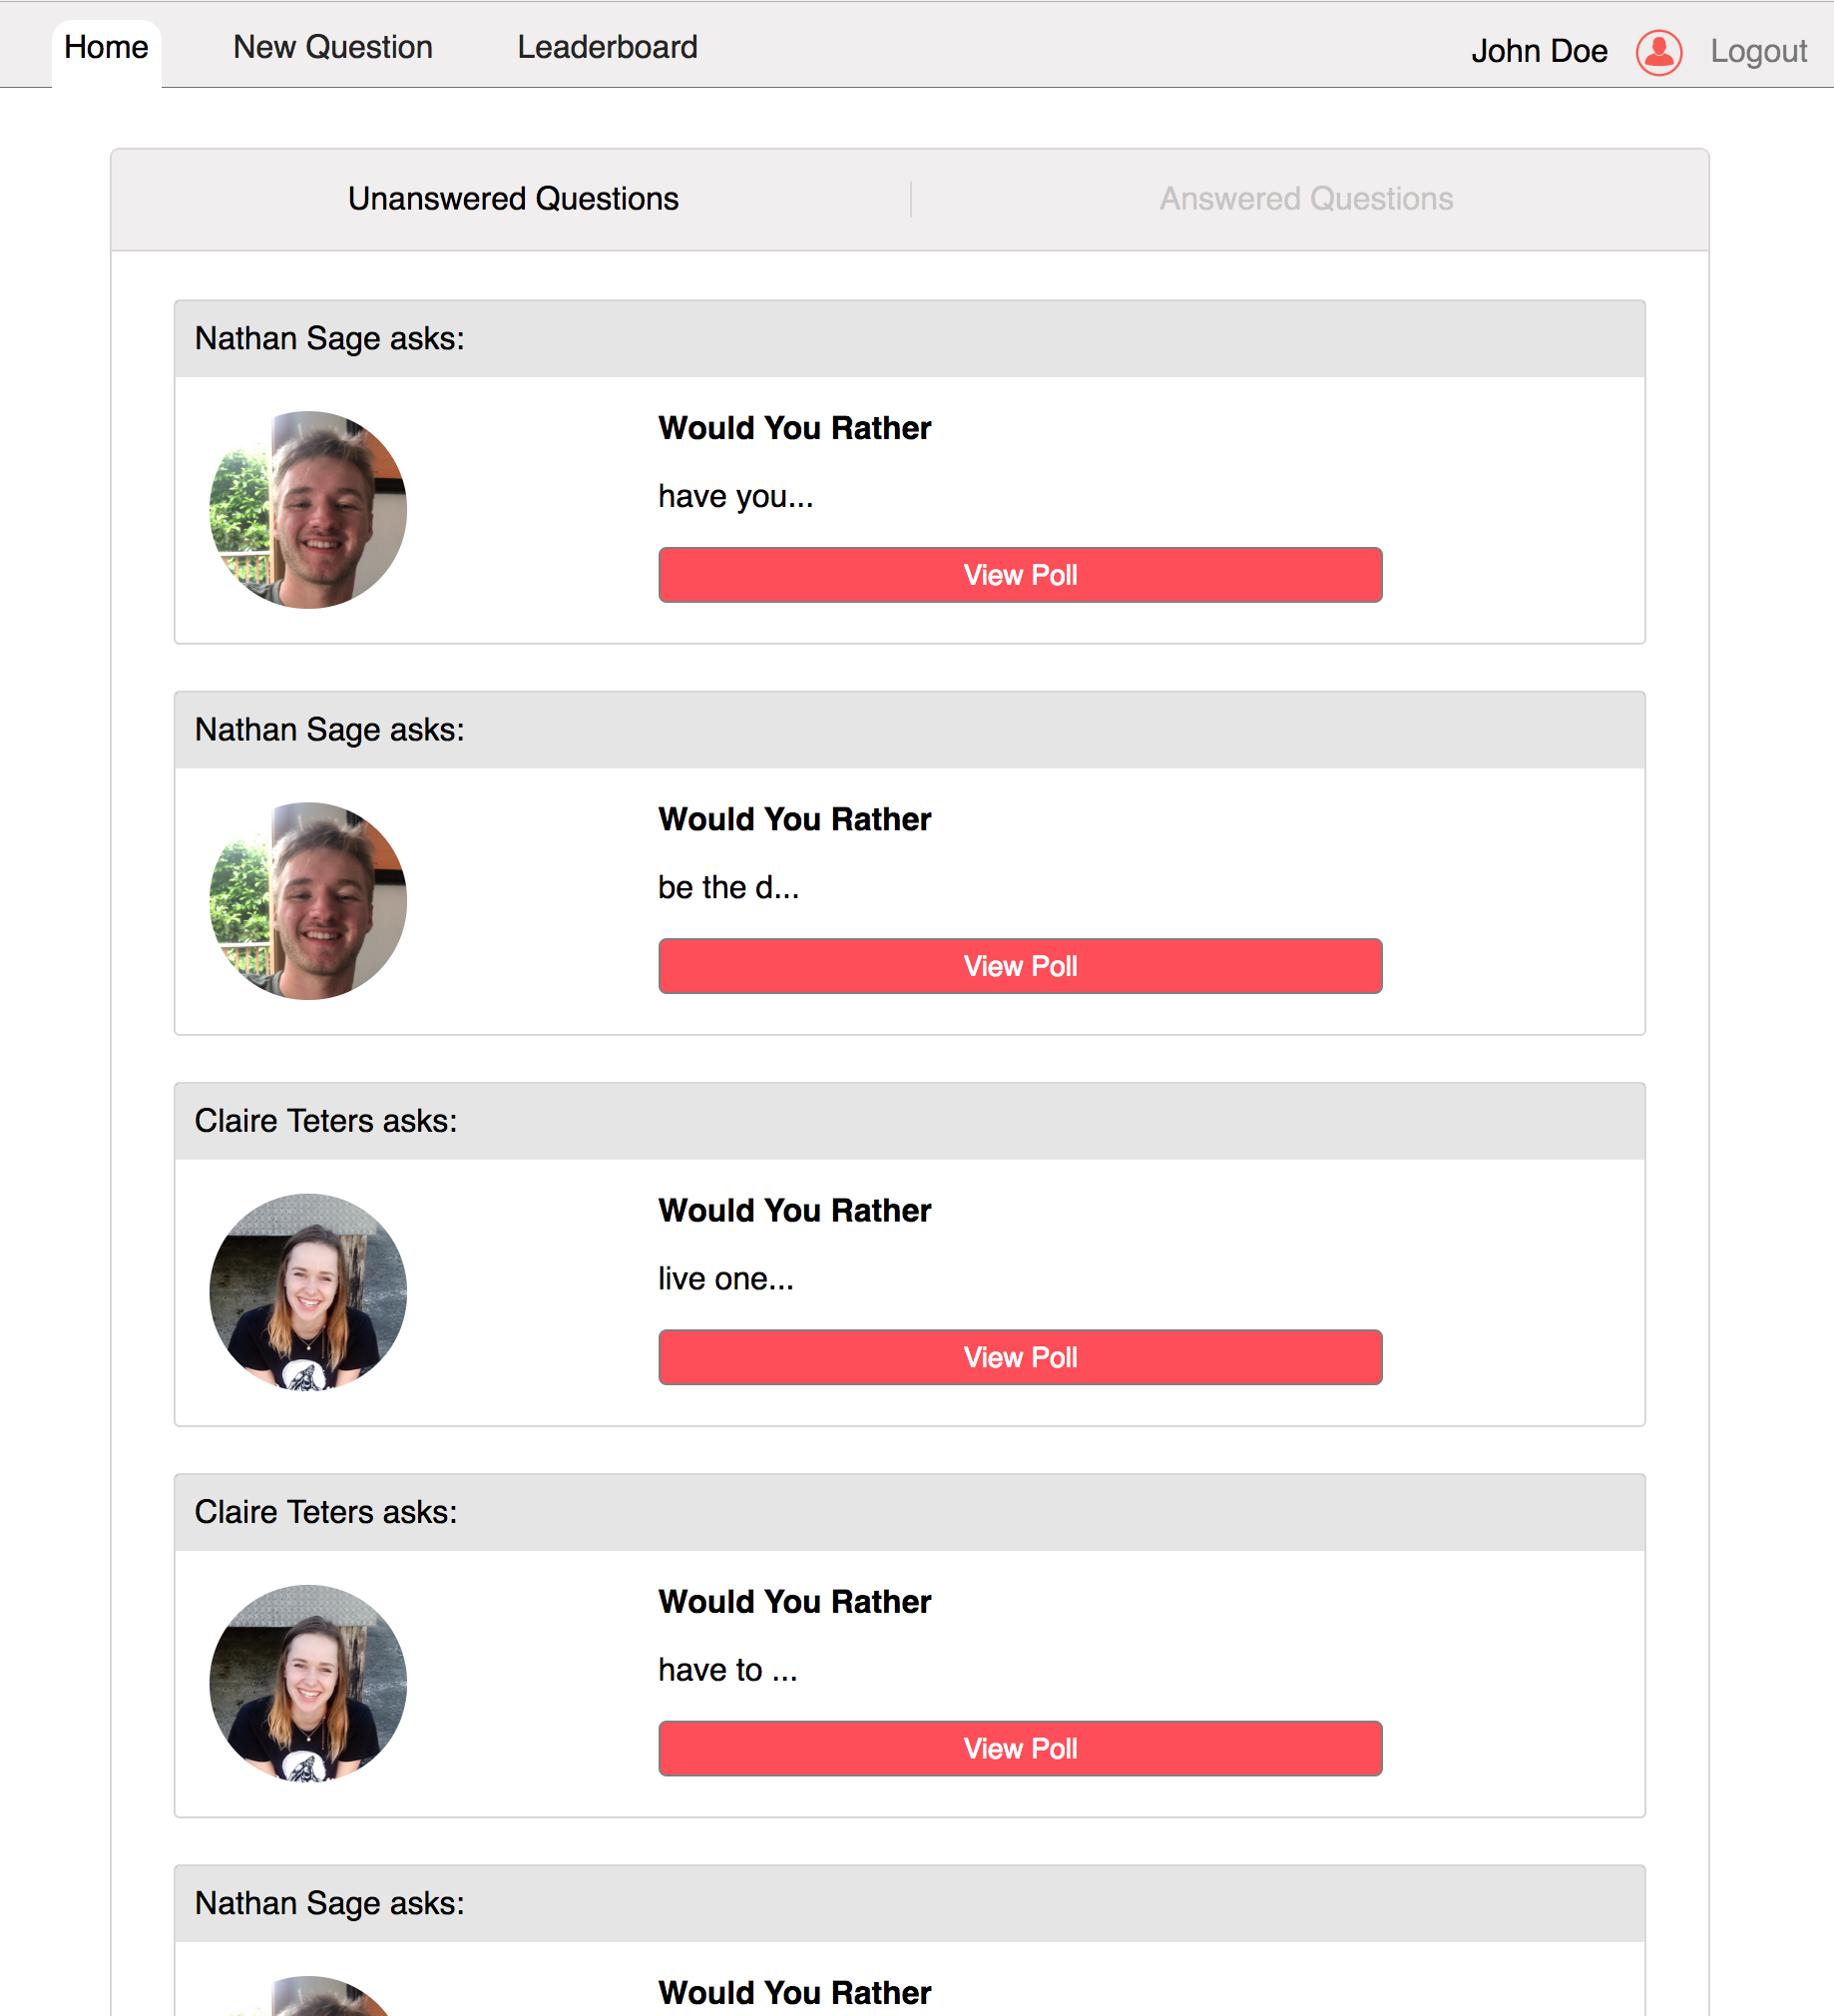 Home New Question Leaderboard John Doe Logout
Unanswered Questions Answered Questions
Nathan Sage asks:
Would You Rather
have you...
View Poll
Nathan Sage asks:
Would You Rather
be the d...
View Poll
Claire Teters asks:
Would You Rather
live one...
View Poll
Claire Teters asks:
Would You Rather
have to ...
View Poll
Nathan Sage asks:
Would You Rather